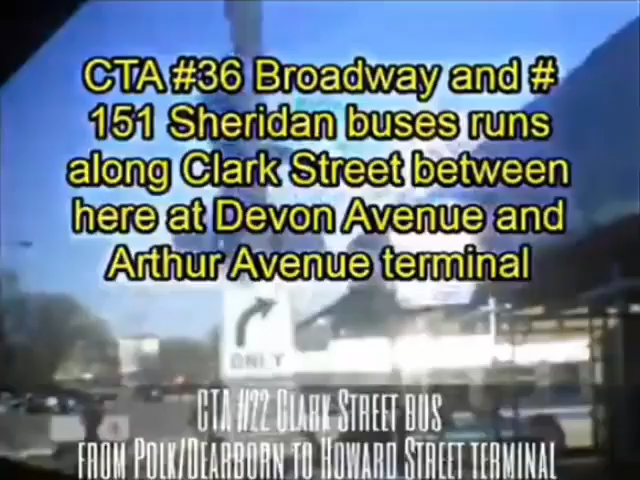 CTA #36 Broadway and #
151 Sheridan buses runs
along Clark Street between
here at Devon Avenue and
Arthur Avenue terminal
ONLY
CTA #22 Clark Street bus
from Polk/Dearborn to Howard Street terminal